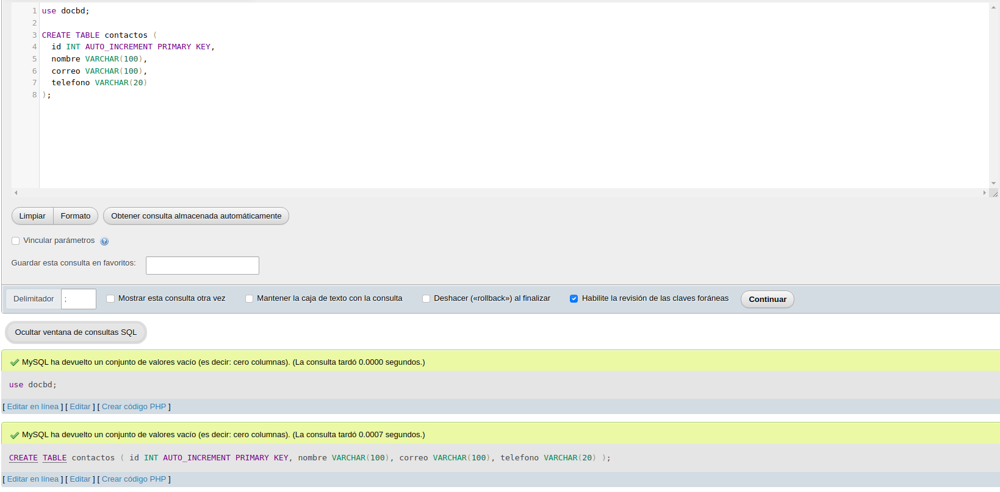 1 use docbd;
2
3 CREATE TABLE contactos (
4 id INT AUTO_INCREMENT PRIMARY KEY,
5 nombre VARCHAR(100),
6 correo VARCHAR(100),
7 telefono VARCHAR(20)
8 );
Limpiar Formato Obtener consulta almacenada automáticamente
Vincular parámetros
Guardar esta consulta en favoritos:
Delimitador ; Mostrar esta consulta otra vez Mantener la caja de texto con la consulta Deshacer («rollback») al finalizar Habilite la revisión de las claves foráneas Continuar
Ocultar ventana de consultas SQL
MySQL ha devuelto un conjunto de valores vacío (es decir: cero columnas). (La consulta tardó 0.0000 segundos.)
use docbd;
[ Editar en línea ] [ Editar ] [ Crear código PHP ]
MySQL ha devuelto un conjunto de valores vacío (es decir: cero columnas). (La consulta tardó 0.0007 segundos.)
CREATE TABLE contactos ( id INT AUTO_INCREMENT PRIMARY KEY, nombre VARCHAR(100), correo VARCHAR(100), telefono VARCHAR(20) );
[ Editar en línea ] [ Editar ] [ Crear código PHP ]